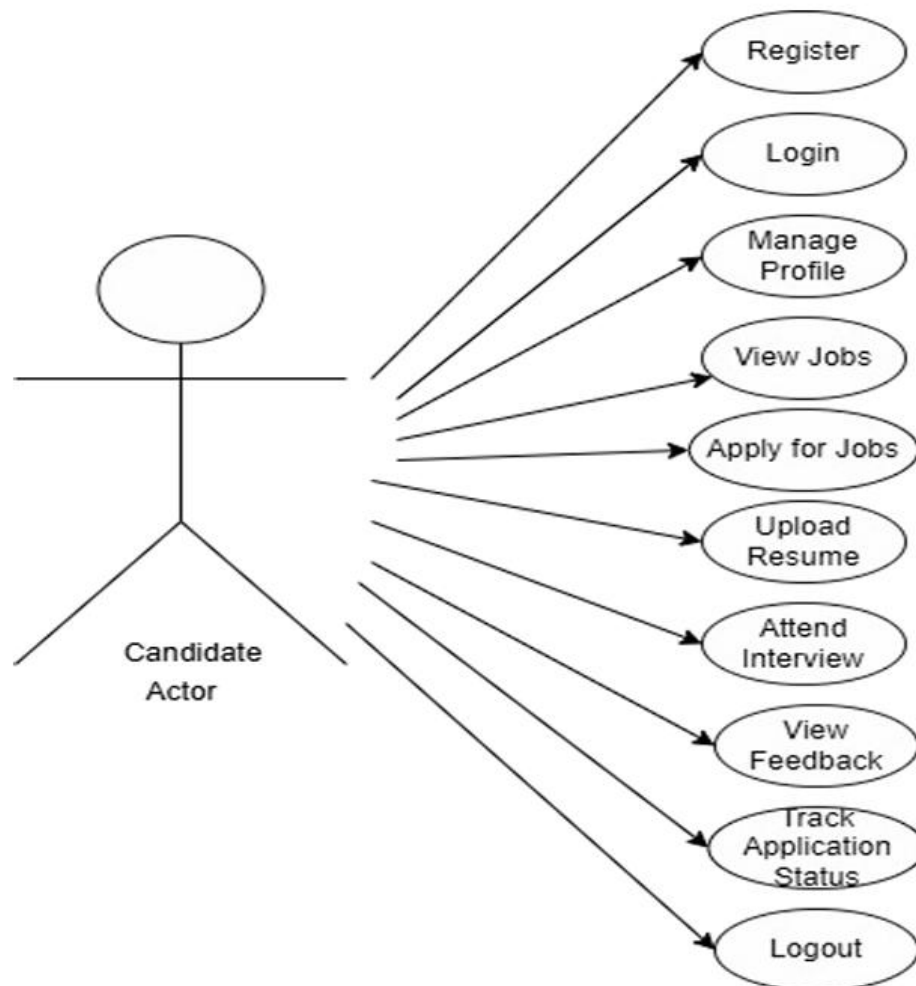 Register
Login
Manage
Profile
View Jobs
Apply for Jobs
Upload
Resume
Attend
Interview
Candidate
Actor
View
Feedback
Track
Application
Status
Logout